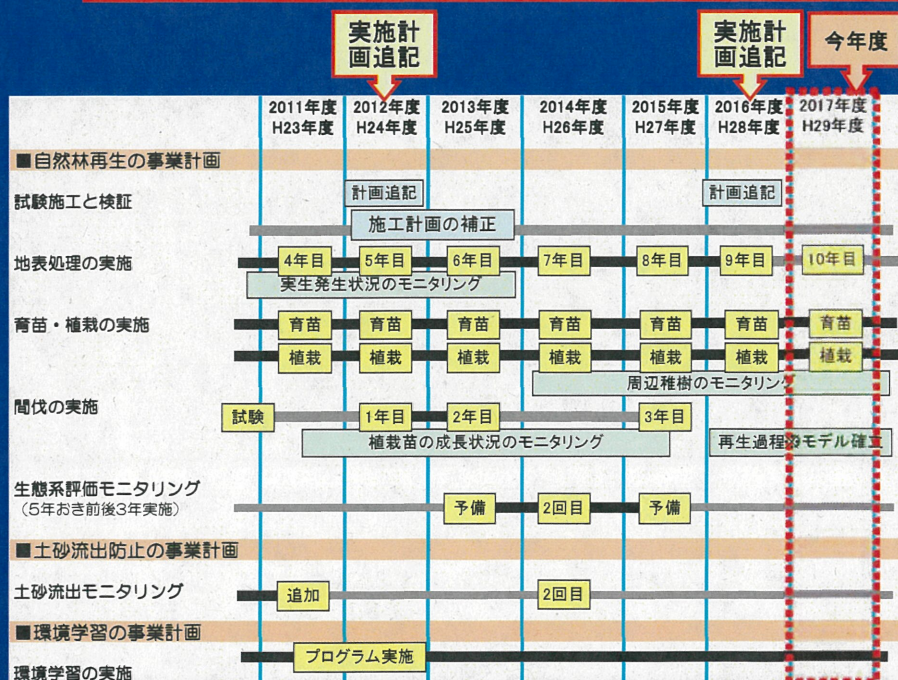 実施計
画追記
実施計
画追記
今年度
2011年度
H23年度
2012年度
H24年度
2013年度
H25年度
2014年度
H26年度
2015年度
H27年度
2016年度
H28年度
2017年度
H29年度
■自然林再生の事業計画
試験施工と検証
計画追記
計画追記
施工計画の補正
地表処理の実施
4年目
5年目
6年目
7年目
8年目
9年目
10年目
実生発生状況のモニタリング
育苗・植栽の実施
育苗
育苗
育苗
育苗
育苗
育苗
育苗
植栽
植栽
植栽
植栽
植栽
植栽
植栽
周辺稚樹のモニタリング
間伐の実施
試験
1年目
2年目
3年目
植栽苗の成長状況のモニタリング
再生過程のモデル確立
生態系評価モニタリング
（5年おき前後3年実施）
予備
2回目
予備
■土砂流出防止の事業計画
土砂流出モニタリング
追加
2回目
■環境学習の事業計画
プログラム実施
環境学習の実施